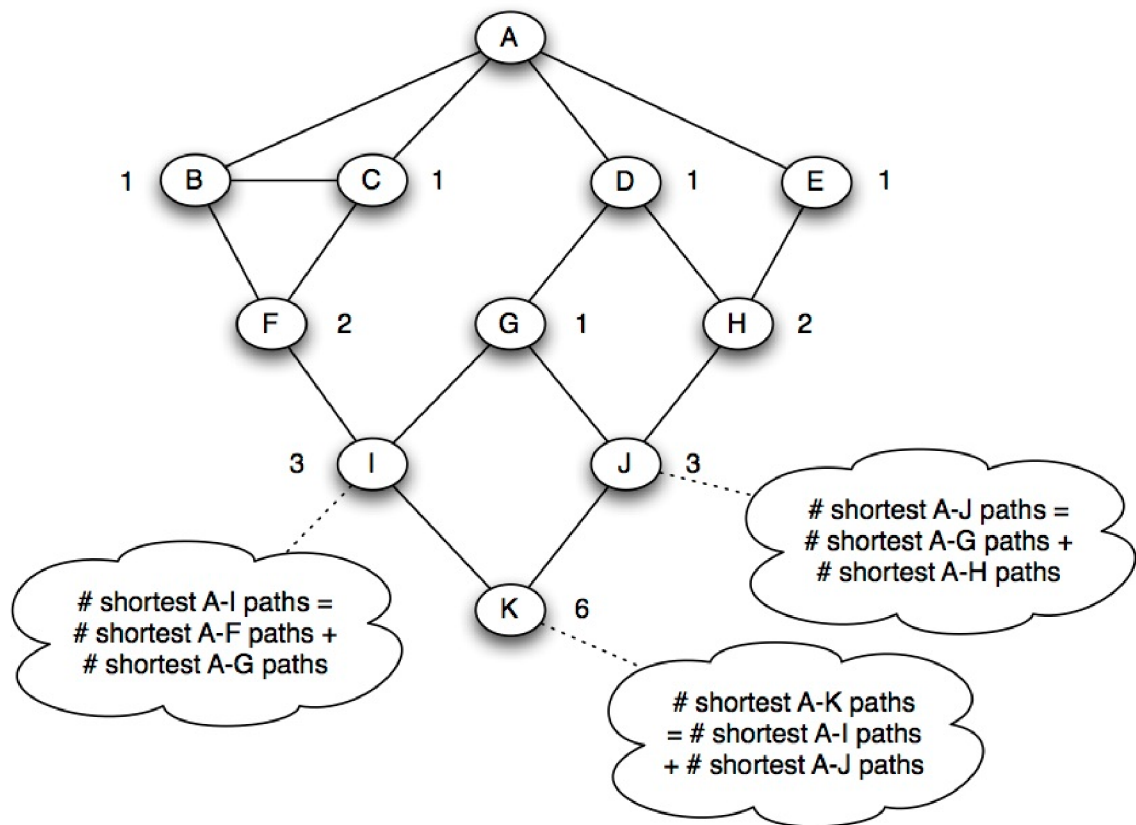 A
1 B C 1 D 1 E 1
F 2 G 1 H 2
3 I J 3
# shortest A-J paths =
# shortest A-G paths +
# shortest A-H paths
# shortest A-I paths =
# shortest A-F paths +
# shortest A-G paths
K 6
# shortest A-K paths
= # shortest A-I paths
+ # shortest A-J paths